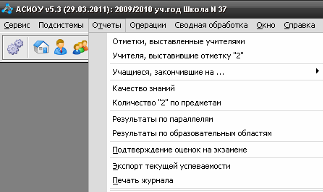 АСИОУ v5.3 (29.03.2011): 2009/2010 уч.год Школа N 37
Сервис Подсистемы Отчеты Операции Сводная обработка Окно Справка
Отметки, выставленные учителями
Учителя, выставившие отметку "2"
Учащиеся, закончившие на ...
Качество знаний
Количество "2" по предметам
Результаты по параллелям
Результаты по образовательным областям
Подтверждение оценок на экзамене
Экспорт текущей успеваемости
Печать журнала